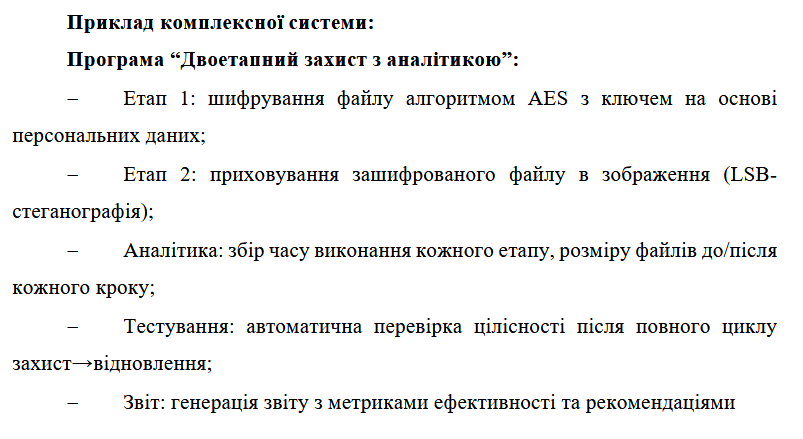 Приклад комплексної системи:
Програма “Двоетапний захист з аналітикою”:
– Етап 1: шифрування файлу алгоритмом AES з ключем на основі
персональних даних;
– Етап 2: приховування зашифрованого файлу в зображення (LSB-
стеганографія);
– Аналітика: збір часу виконання кожного етапу, розміру файлів до/після
кожного кроку;
– Тестування: автоматична перевірка цілісності після повного циклу
захист→відновлення;
– Звіт: генерація звіту з метриками ефективності та рекомендаціями